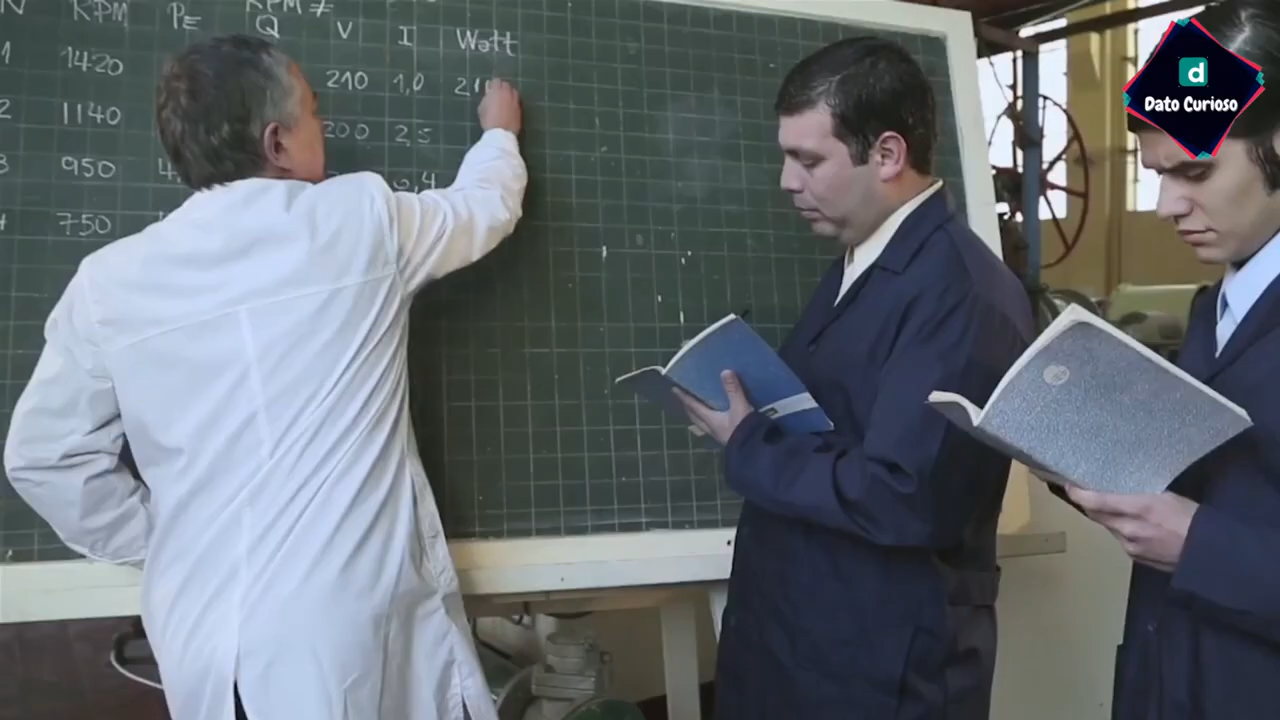 N RPM PE RPM≠ Q V I Watt
1 1420 210 1,0 21
2 1140 200 2,5
3 950 4,
750
d
Dato Curioso